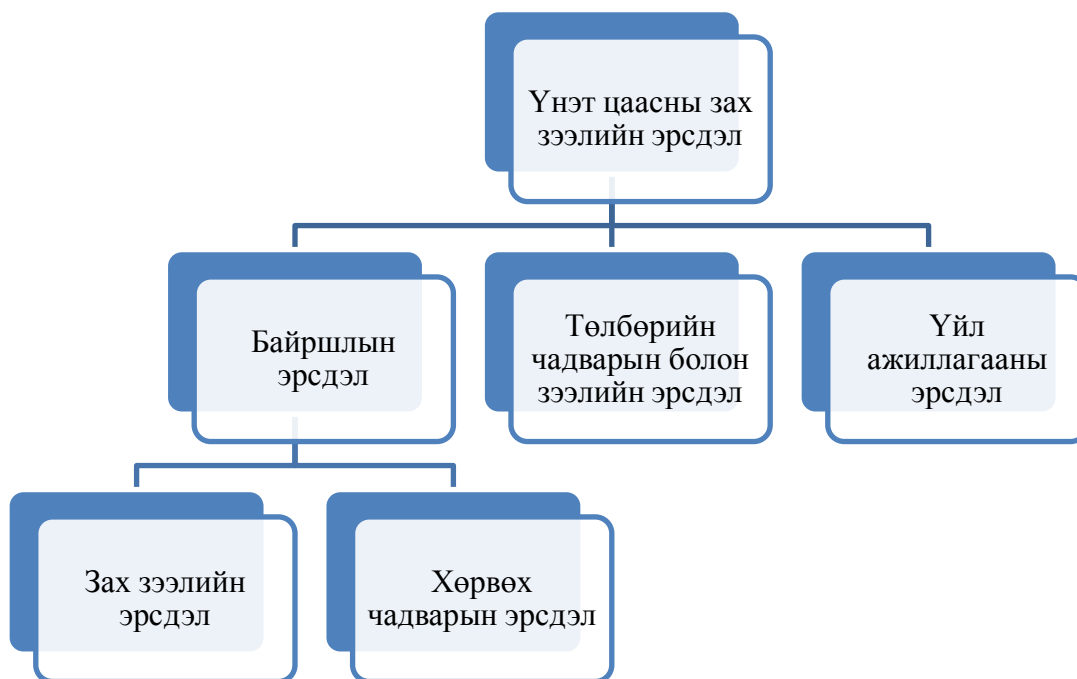 Үнэт цаасны зах
зээлийн эрсдэл
Байршлын
эрсдэл
Төлбөрийн
чадварын болон
зээлийн эрсдэл
Үйл
ажиллагааны
эрсдэл
Зах зээлийн
эрсдэл
Хөрвөх
чадварын эрсдэл